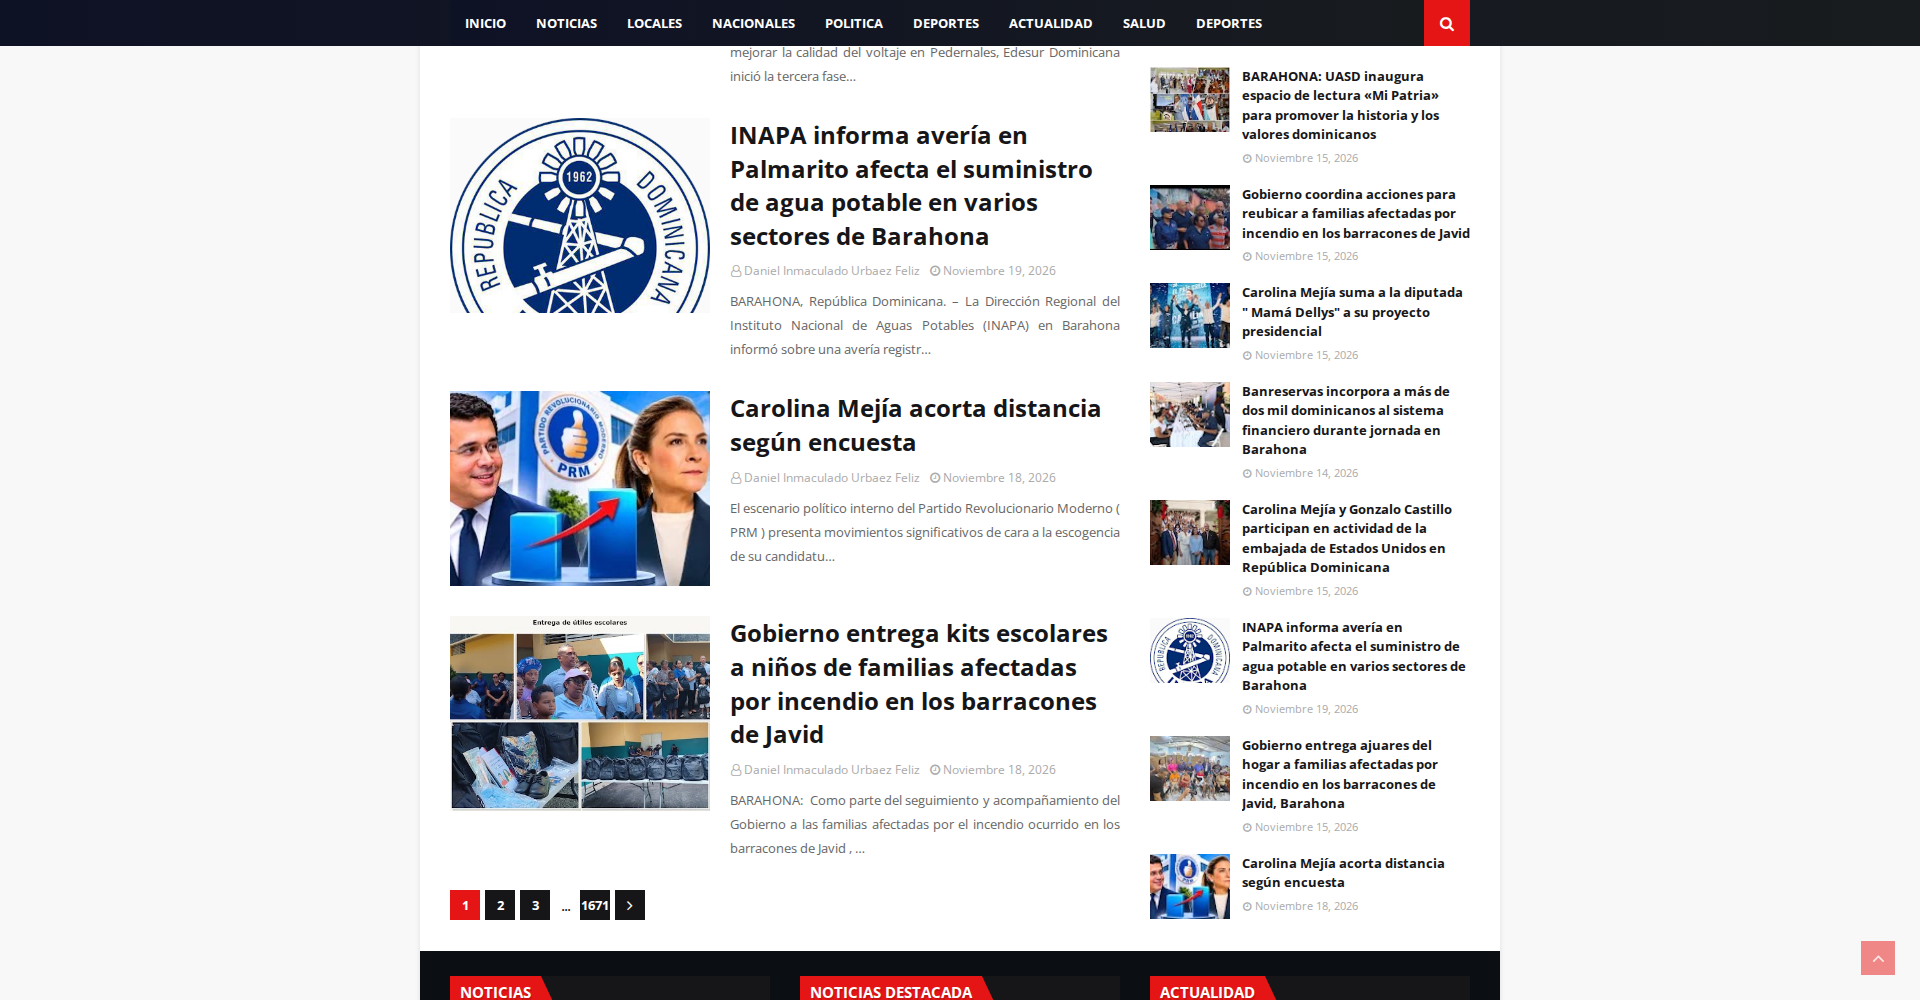 INICIO NOTICIAS LOCALES NACIONALES POLITICA DEPORTES ACTUALIDAD SALUD DEPORTES
mejorar la calidad del voltaje en Pedernales, Edesur Dominicana
inició la tercera fase...
REPUBLICA DOMINICANA
1962
INAPA informa avería en
Palmarito afecta el suministro
de agua potable en varios
sectores de Barahona
Daniel Inmaculado Urbaez Feliz Noviembre 19, 2026
BARAHONA, República Dominicana. – La Dirección Regional del
Instituto Nacional de Aguas Potables (INAPA) en Barahona
informó sobre una avería registr...
PARTIDO REVOLUCIONARIO MODERNO
PRM
Carolina Mejía acorta distancia
según encuesta
Daniel Inmaculado Urbaez Feliz Noviembre 18, 2026
El escenario político interno del Partido Revolucionario Moderno (
PRM ) presenta movimientos significativos de cara a la escogencia
de su candidatu...
Entrega de útiles escolares
Gobierno entrega kits escolares
a niños de familias afectadas
por incendio en los barracones
de Javid
Daniel Inmaculado Urbaez Feliz Noviembre 18, 2026
BARAHONA:  Como parte del seguimiento y acompañamiento del
Gobierno a las familias afectadas por el incendio ocurrido en los
barracones de Javid , ...
1 2 3 ... 1671
BARAHONA: UASD inaugura
espacio de lectura «Mi Patria»
para promover la historia y los
valores dominicanos
Noviembre 15, 2026
Gobierno coordina acciones para
reubicar a familias afectadas por
incendio en los barracones de Javid
Noviembre 15, 2026
Carolina Mejía suma a la diputada
" Mamá Dellys" a su proyecto
presidencial
Noviembre 15, 2026
Banreservas incorpora a más de
dos mil dominicanos al sistema
financiero durante jornada en
Barahona
Noviembre 14, 2026
Carolina Mejía y Gonzalo Castillo
participan en actividad de la
embajada de Estados Unidos en
República Dominicana
Noviembre 15, 2026
REPUBLICA DOMINICANA
INAPA informa avería en
Palmarito afecta el suministro de
agua potable en varios sectores de
Barahona
Noviembre 19, 2026
Gobierno entrega ajuares del
hogar a familias afectadas por
incendio en los barracones de
Javid, Barahona
Noviembre 15, 2026
Carolina Mejía acorta distancia
según encuesta
Noviembre 18, 2026
NOTICIAS
NOTICIAS DESTACADA
ACTUALIDAD